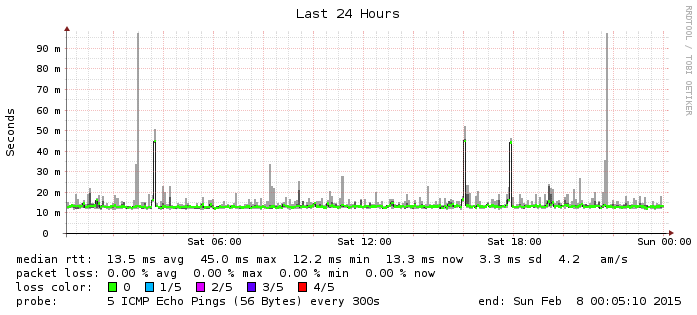 Last 24 Hours
RRDTOOL / TOBI OETIKER
Seconds
90 m
80 m
70 m
60 m
50 m
40 m
30 m
20 m
10 m
0
Sat 06:00 Sat 12:00 Sat 18:00 Sun 00:00
median rtt: 13.5 ms avg 45.0 ms max 12.2 ms min 13.3 ms now 3.3 ms sd 4.2 am/s
packet loss: 0.00 % avg 0.00 % max 0.00 % min 0.00 % now
loss color: 0 1/5 2/5 3/5 4/5
probe: 5 ICMP Echo Pings (56 Bytes) every 300s end: Sun Feb 8 00:05:10 2015